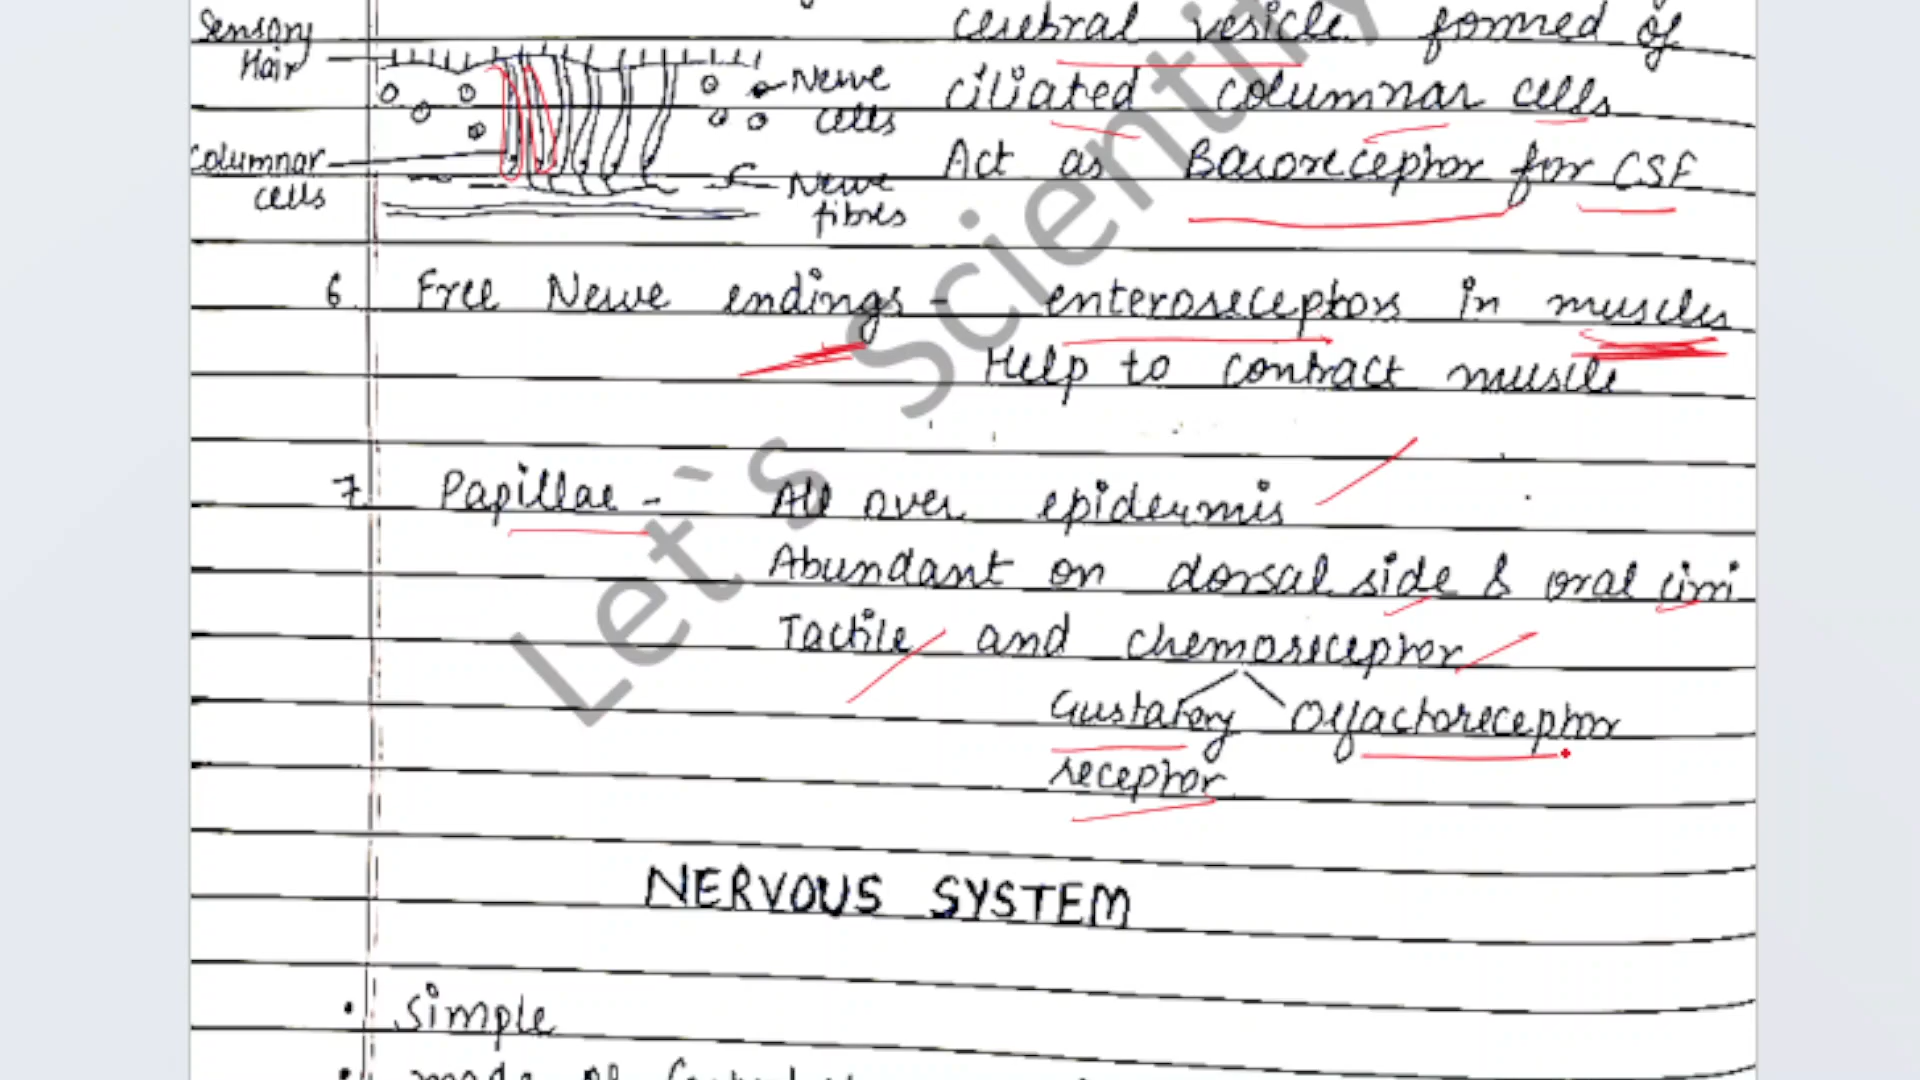 Sensory
Hair
Nerve
cells
columnar
cells
Nerve
fibres
cerebral vesicle formed of
ciliated columnar cells
Act as Baroreceptor for CSF
6. Free Nerve endings - enteroreceptors in muscles
Help to contract muscle
7. Papillae - All over epidermis
Abundant on dorsal side & oral cirri
Tactile and chemoreceptor
Gustatory Olfactoreceptor
receptor
NERVOUS SYSTEM
• simple
Let's Scientify